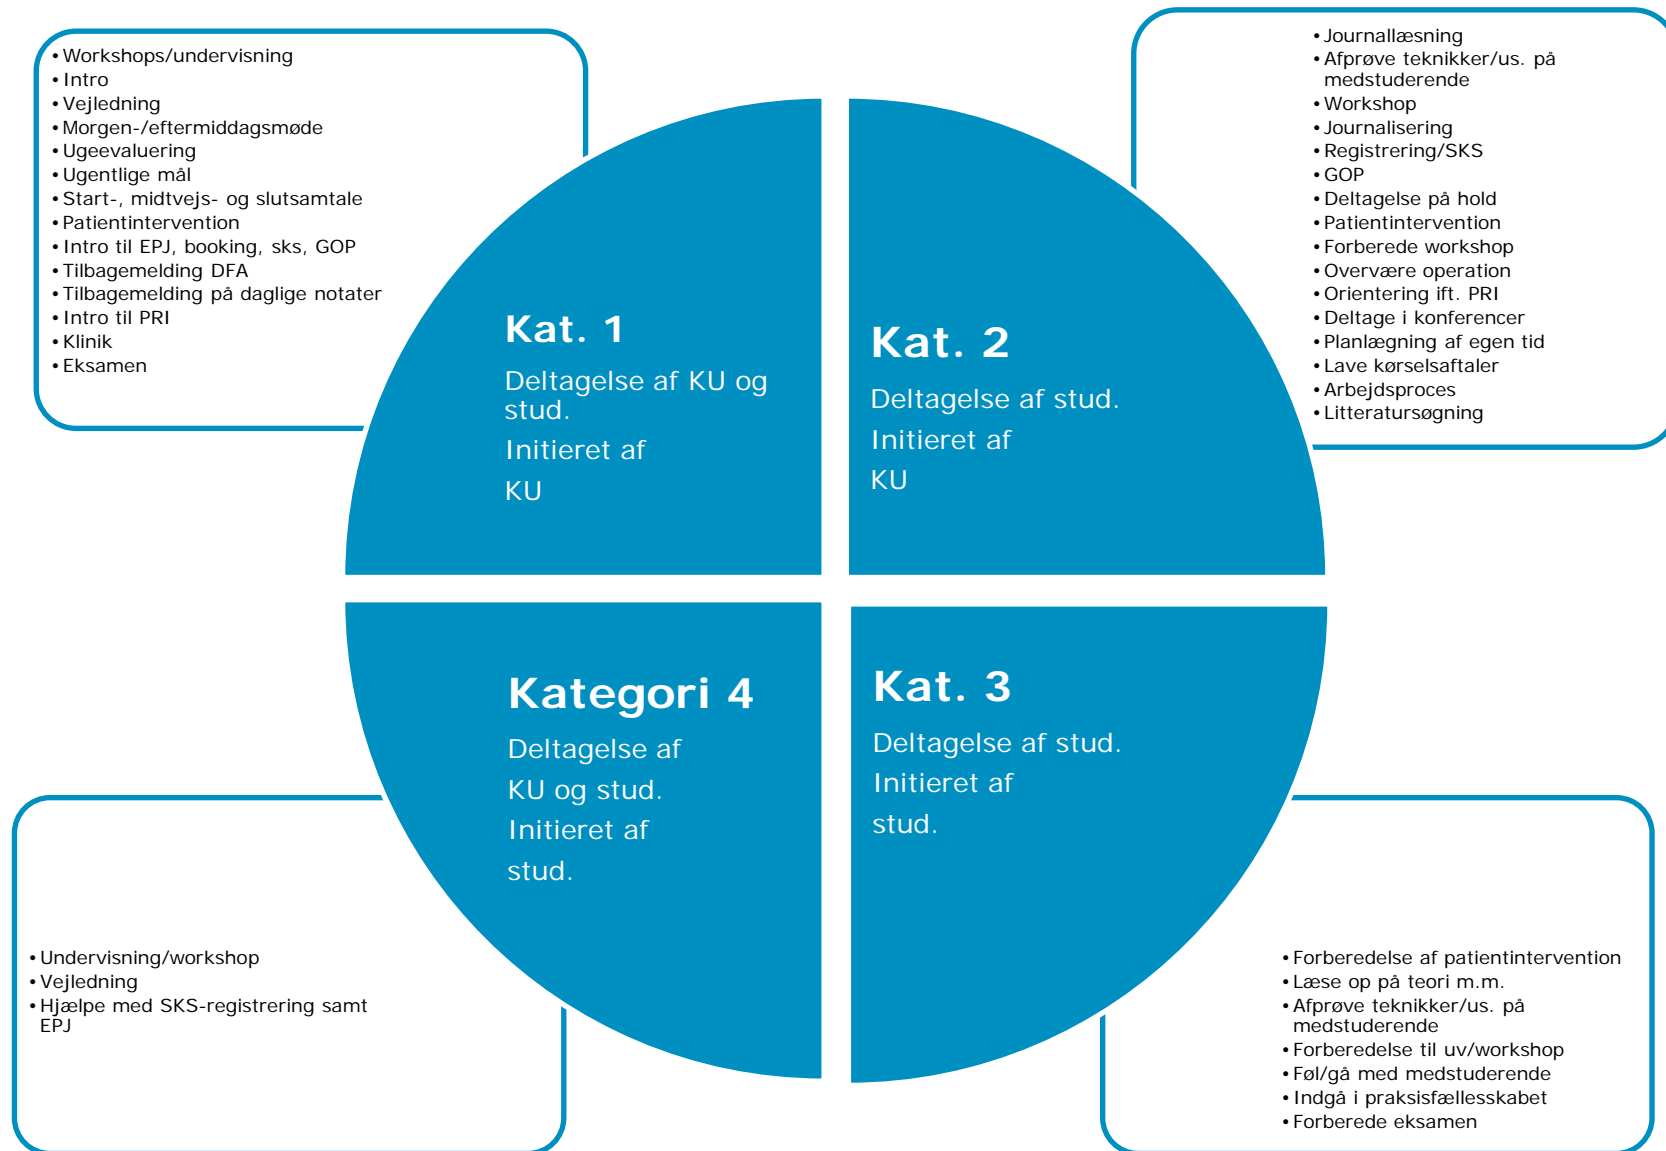 • Workshops/undervisning
• Intro
• Vejledning
• Morgen-/eftermiddagsmøde
• Ugeevaluering
• Ugentlige mål
• Start-, midtvejs- og slutsamtale
• Patientintervention
• Intro til EPJ, booking, sks, GOP
• Tilbagemelding DFA
• Tilbagemelding på daglige notater
• Intro til PRI
• Klinik
• Eksamen
• Journallæsning
• Afprøve teknikker/us. på
medstuderende
• Workshop
• Journalisering
• Registrering/SKS
• GOP
• Deltagelse på hold
• Patientintervention
• Forberede workshop
• Overvære operation
• Orientering ift. PRI
• Deltage i konferencer
• Planlægning af egen tid
• Lave kørselsaftaler
• Arbejdsproces
• Litteratursøgning
Kat. 1
Deltagelse af KU og
stud.
Initieret af
KU
Kat. 2
Deltagelse af stud.
Initieret af
KU
Kategori 4
Deltagelse af
KU og stud.
Initieret af
stud.
Kat. 3
Deltagelse af stud.
Initieret af
stud.
• Undervisning/workshop
• Vejledning
• Hjælpe med SKS-registrering samt
EPJ
• Forberedelse af patientintervention
• Læse op på teori m.m.
• Afprøve teknikker/us. på
medstuderende
• Forberedelse til uv/workshop
• Føl/gå med medstuderende
• Indgå i praksisfællesskabet
• Forberede eksamen